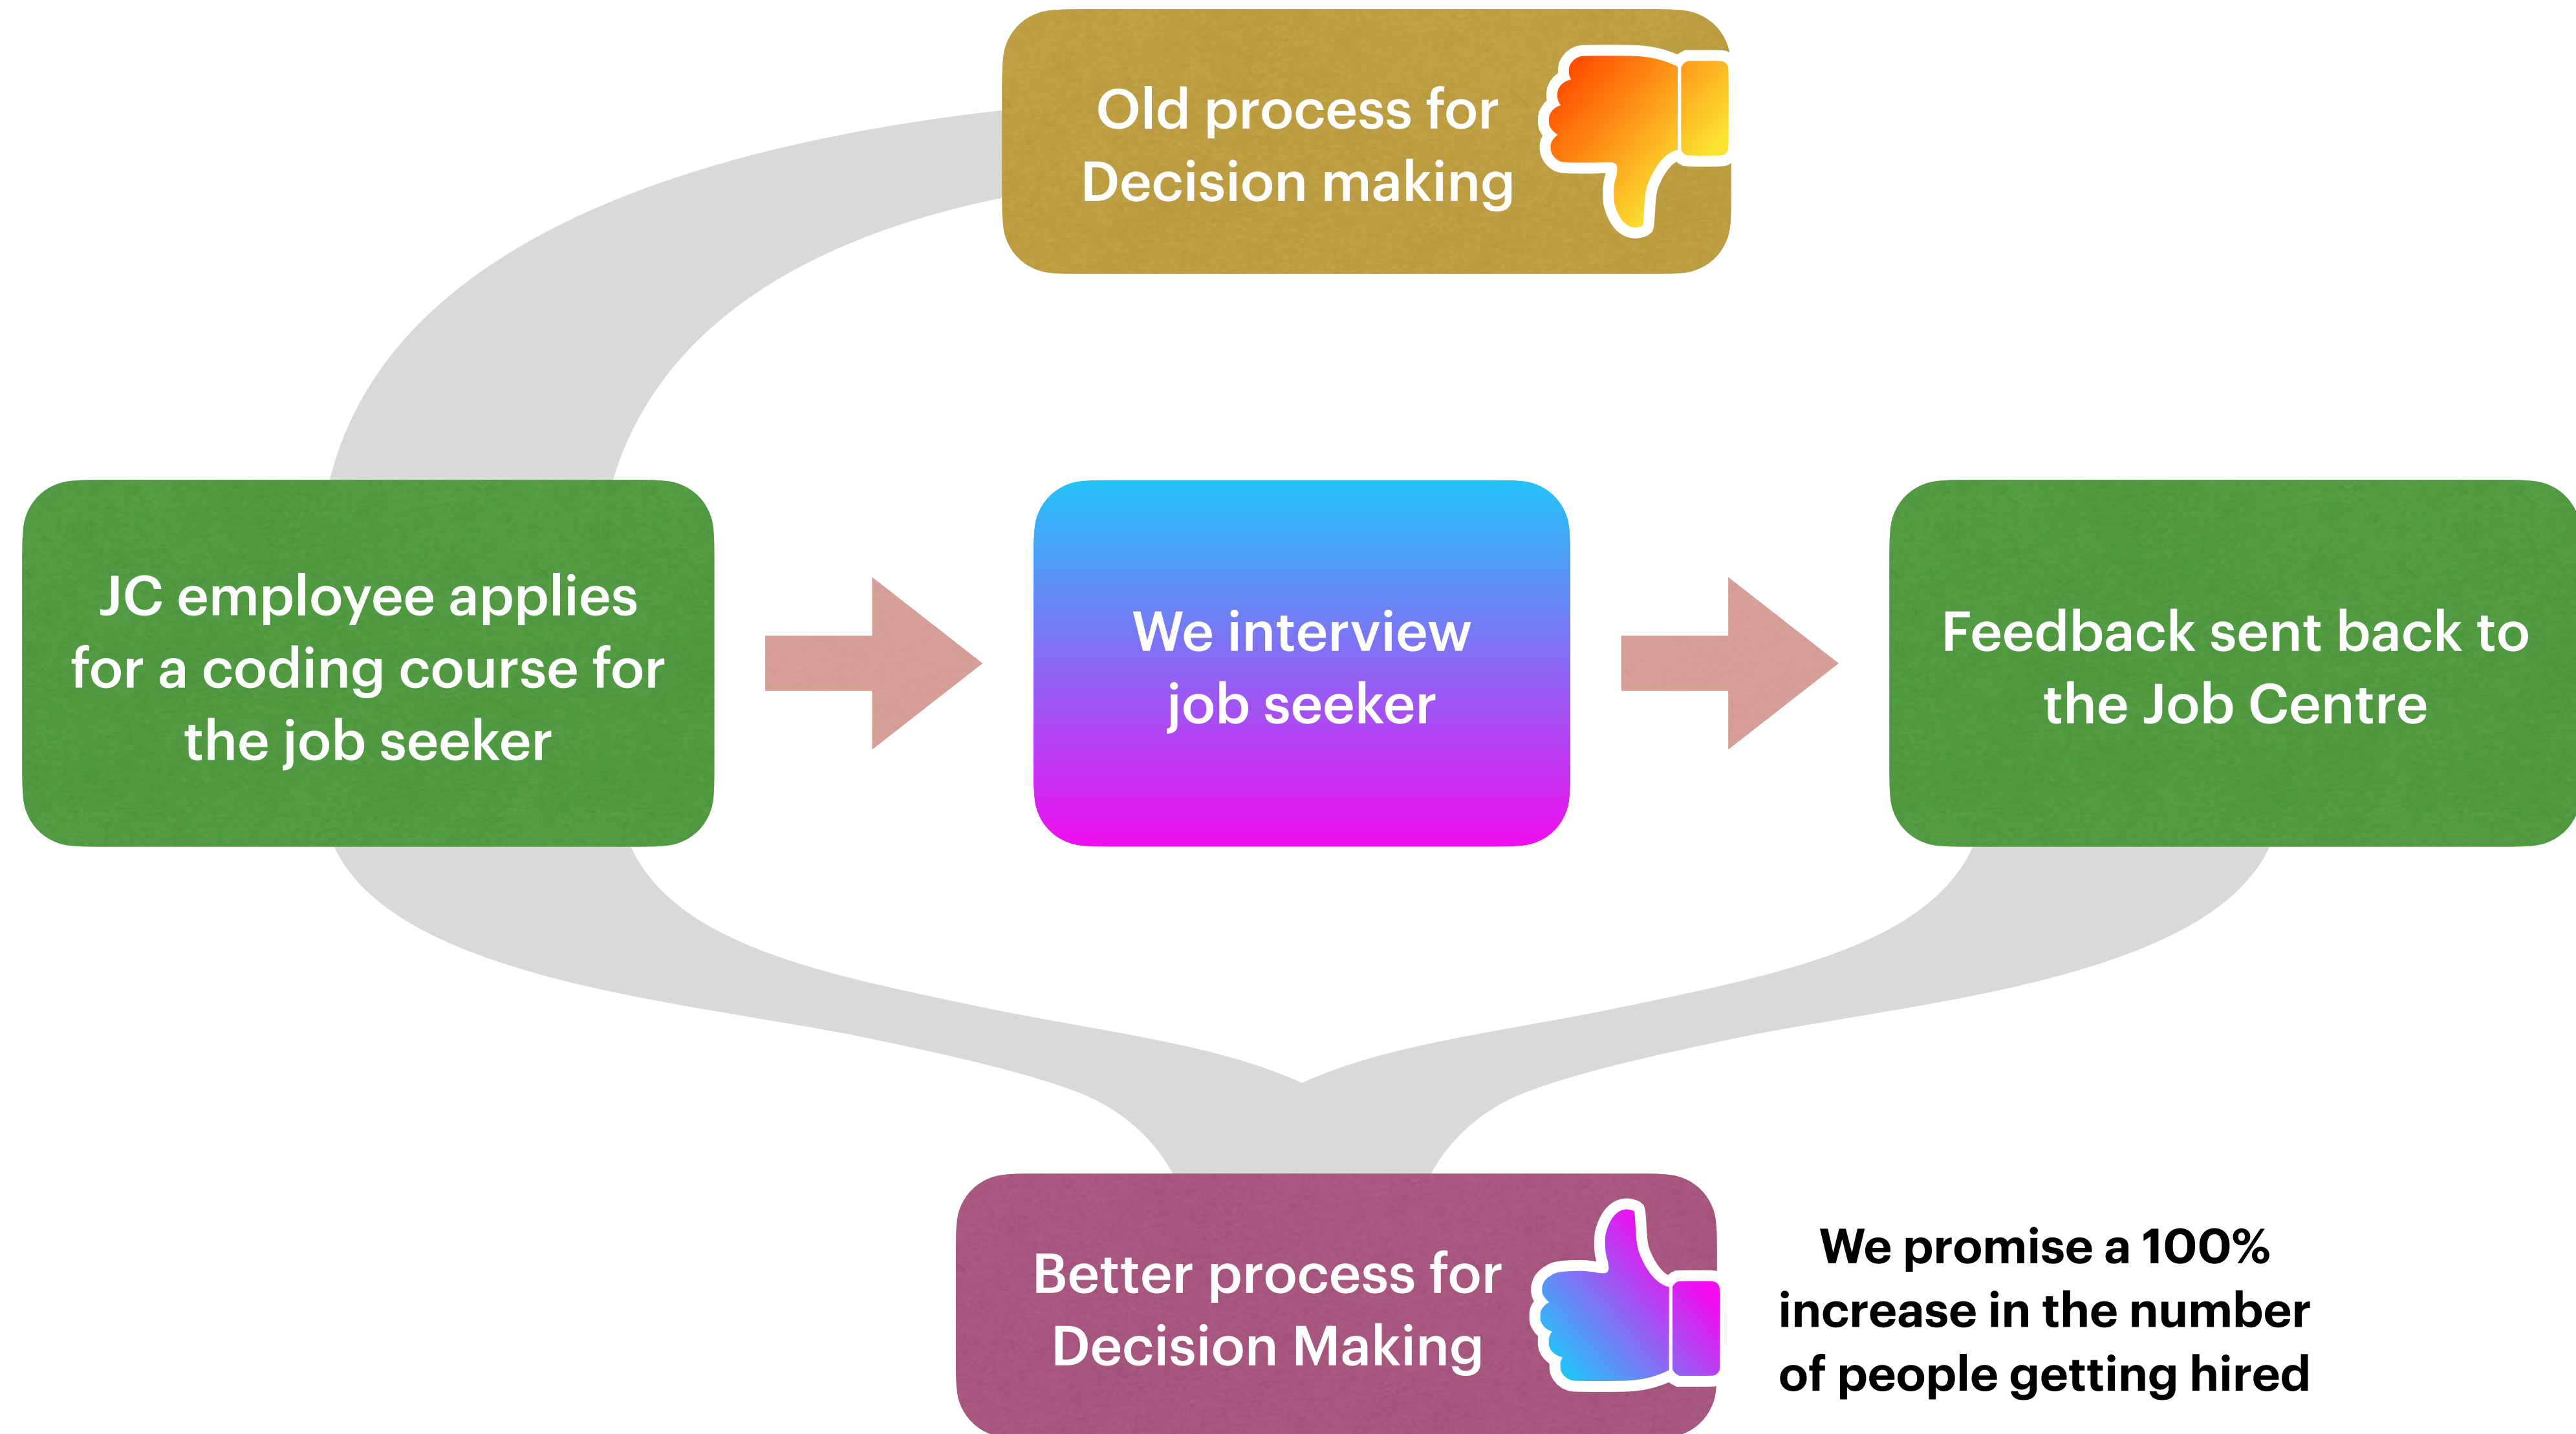 Old process for
Decision making
JC employee applies
for a coding course for
the job seeker
We interview
job seeker
Feedback sent back to
the Job Centre
Better process for
Decision Making
We promise a 100%
increase in the number
of people getting hired